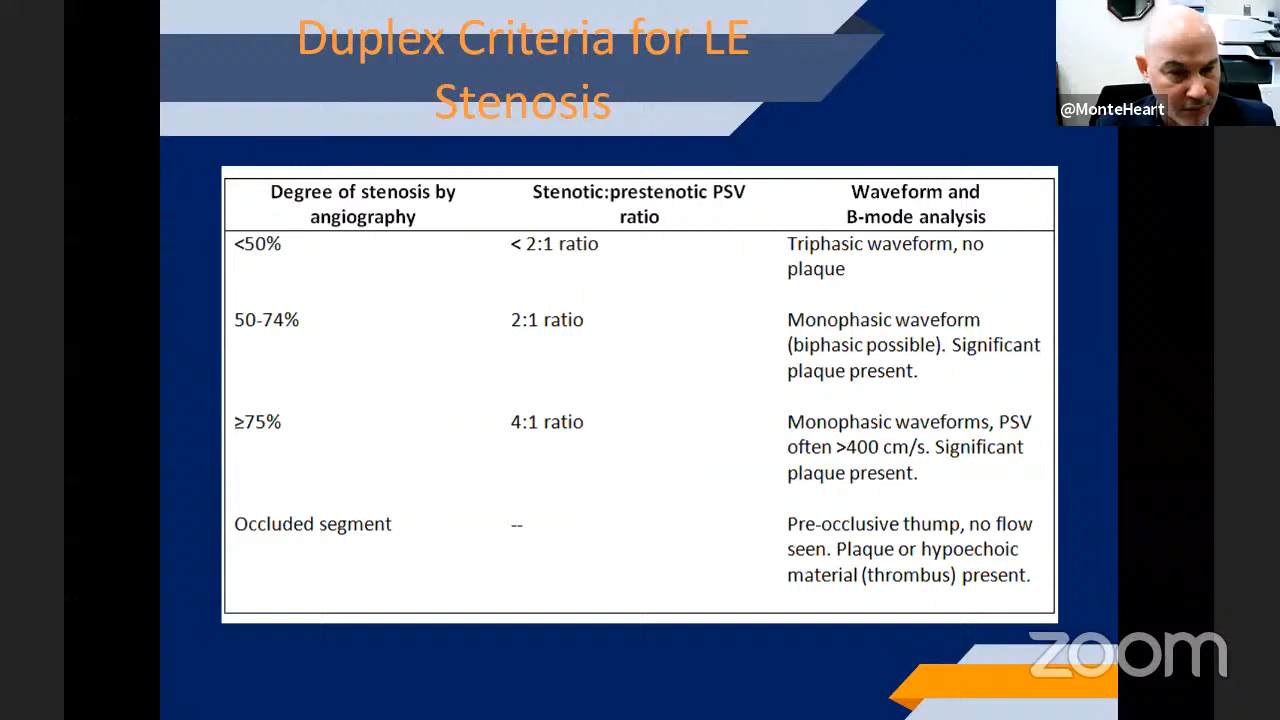 Duplex Criteria for LE
Stenosis
@MonteHeart
Degree of stenosis by
angiography
Stenotic:prestenotic PSV
ratio
Waveform and
B-mode analysis
<50%
< 2:1 ratio
Triphasic waveform, no
plaque
50-74%
2:1 ratio
Monophasic waveform
(biphasic possible). Significant
plaque present.
≥75%
4:1 ratio
Monophasic waveforms, PSV
often >400 cm/s. Significant
plaque present.
Occluded segment
--
Pre-occlusive thump, no flow
seen. Plaque or hypoechoic
material (thrombus) present.
zoom